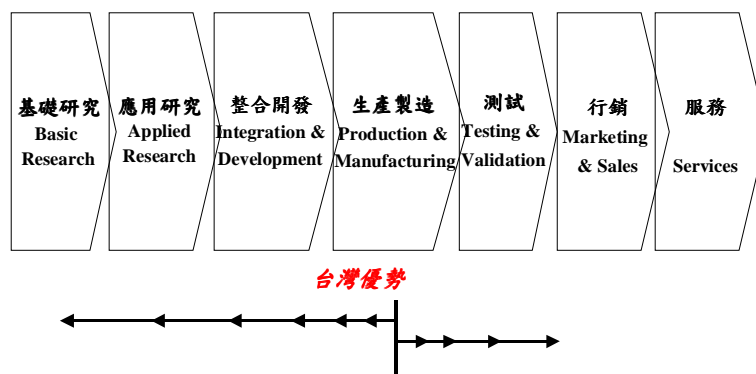 基礎研究
Basic
Research
應用研究
Applied
Research
整合開發
Integration &
Development
生產製造
Production &
Manufacturing
測試
Testing &
Validation
行銷
Marketing
& Sales
服務
Services
台灣優勢